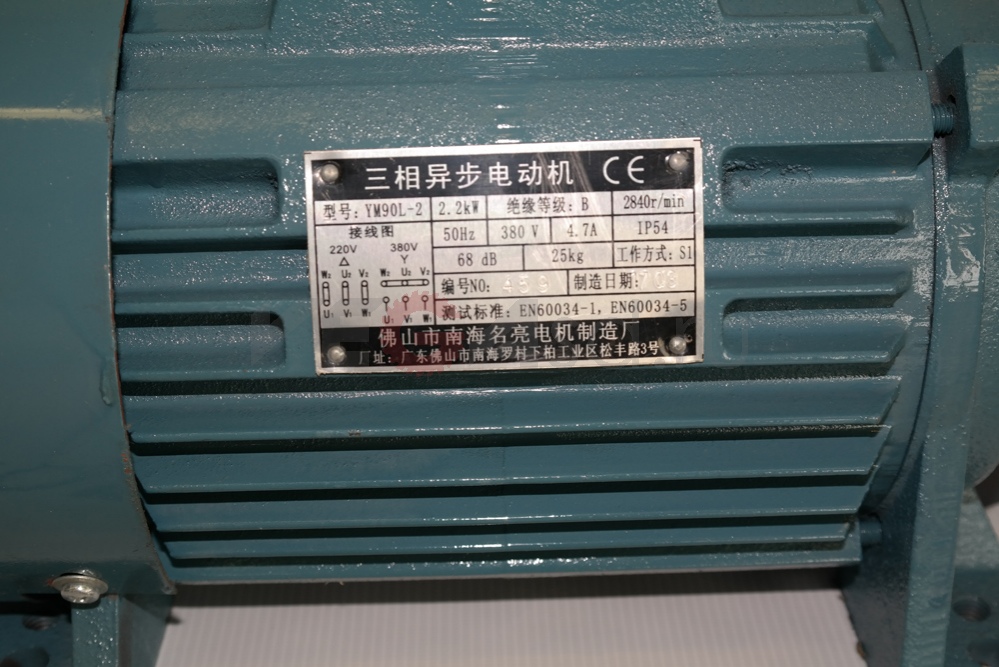 三相异步电动机 CE
型号: YM90L-2 2.2kW 绝缘等级: B 2840r/min
接线图 50Hz 380 V 4.7A IP54
220V 380V
△ Y
68 dB 25kg 工作方式: S1
W₂ U₂ V₂ W₂ U₂ V₂
编号NO: 制造日期:
U₁ V₁ W₁ U₁ V₁ W₁
测试标准: EN60034-1, EN60034-5
佛山市南海名亮电机制造厂
厂址: 广东佛山市南海罗村下柏工业区松丰路3号